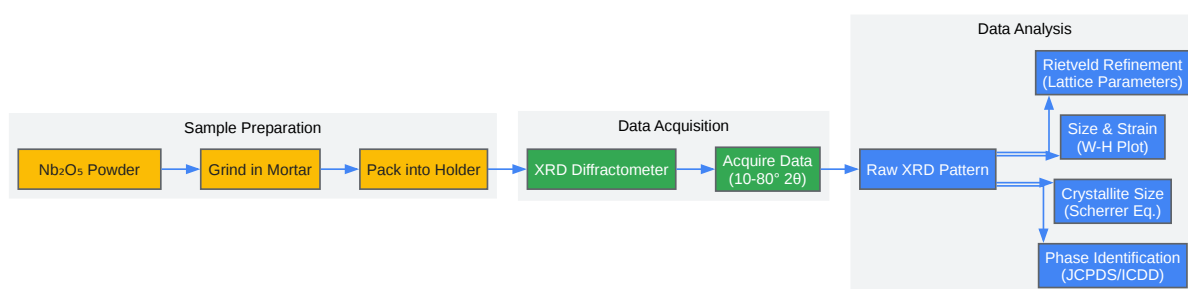 Sample Preparation
Nb₂O₅ Powder
Grind in Mortar
Pack into Holder
Data Acquisition
XRD Diffractometer
Acquire Data
(10-80° 2θ)
Data Analysis
Raw XRD Pattern
Rietveld Refinement
(Lattice Parameters)
Size & Strain
(W-H Plot)
Crystallite Size
(Scherrer Eq.)
Phase Identification
(JCPDS/ICDD)